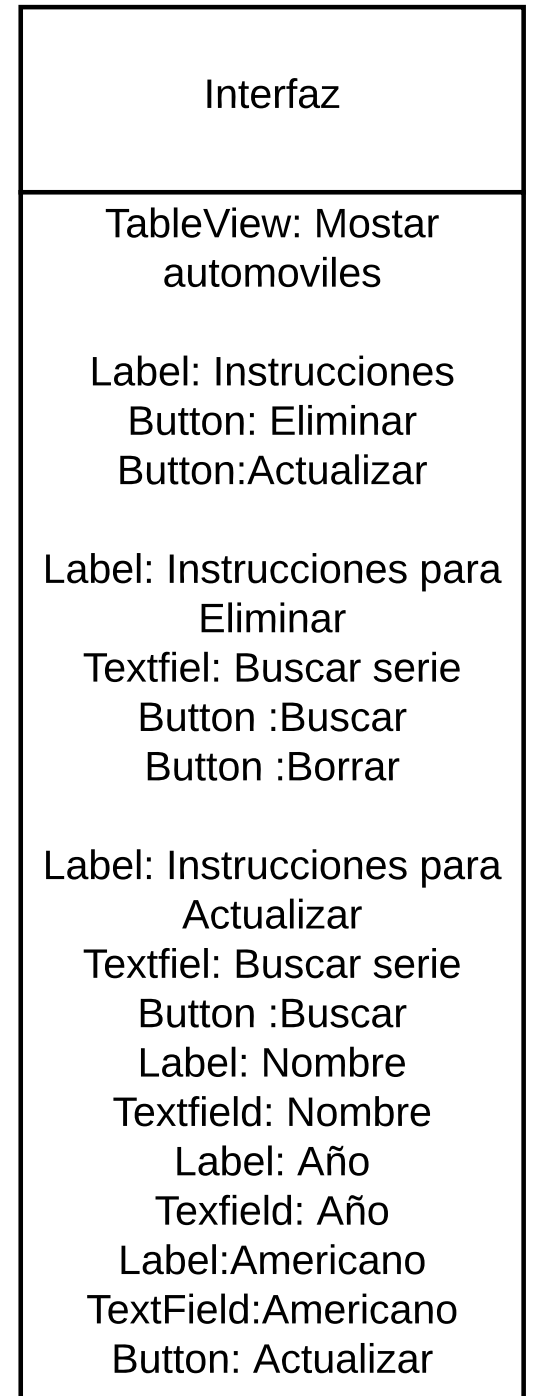 Interfaz
TableView: Mostar
automoviles
Label: Instrucciones
Button: Eliminar
Button:Actualizar
Label: Instrucciones para
Eliminar
Textfiel: Buscar serie
Button :Buscar
Button :Borrar
Label: Instrucciones para
Actualizar
Textfiel: Buscar serie
Button :Buscar
Label: Nombre
Textfield: Nombre
Label: Año
Texfield: Año
Label:Americano
TextField:Americano
Button: Actualizar